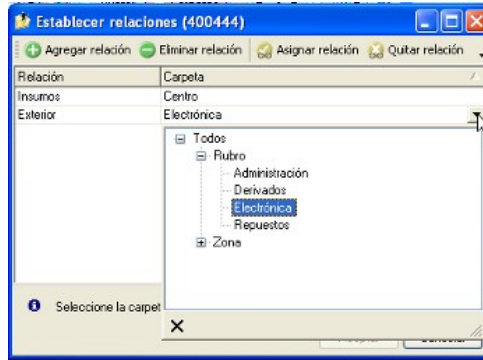 Establecer relaciones (400444)
Agregar relación Eliminar relación Asignar relación Quitar relación
Relación Carpeta
Insumos Centro
Exterior Electrónica
Todos
Rubro
Administración
Derivados
Electrónica
Repuestos
Zona
Seleccione la carpet